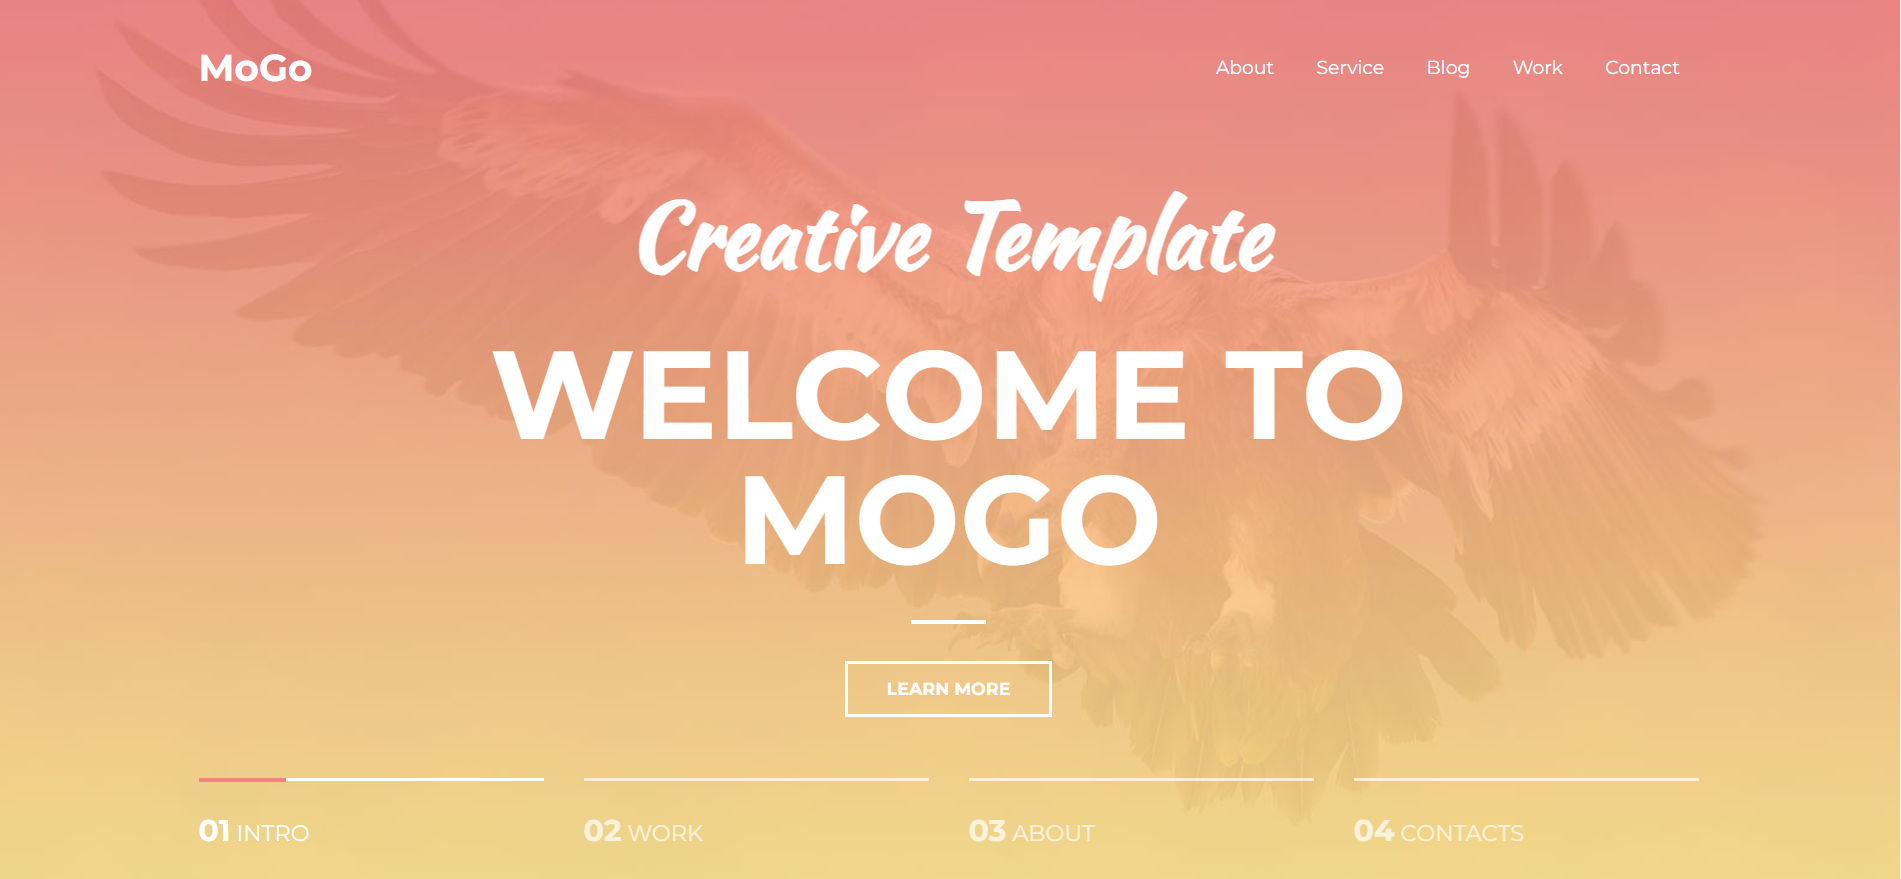 MoGo
About Service Blog Work Contact
Creative Template
WELCOME TO
MOGO
LEARN MORE
01 INTRO
02 WORK
03 ABOUT
04 CONTACTS